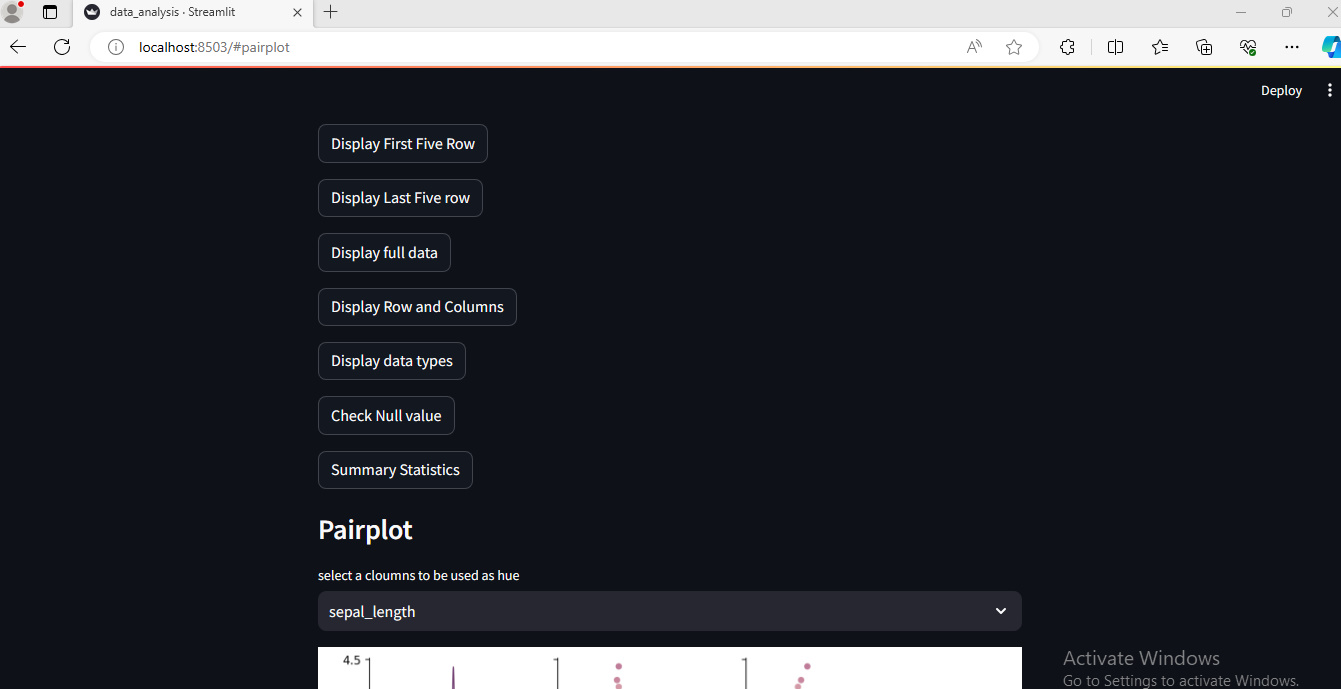 data_analysis · Streamlit
localhost:8503/#pairplot
Deploy
Display First Five Row
Display Last Five row
Display full data
Display Row and Columns
Display data types
Check Null value
Summary Statistics
Pairplot
select a cloumns to be used as hue
sepal_length
4.5
Activate Windows
Go to Settings to activate Windows.